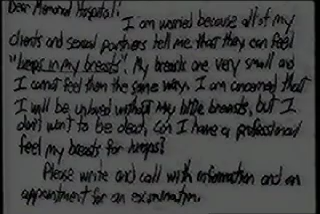 Dear Memorial Hospital:
I am worried because all of my
clients and sexual partners tell me that they can feel
"lumps in my breasts". My breasts are very small and
I cannot feel them the same way. I am concerned that
I will be unloved without my little breasts, but I
don't want to be dead. Can I have a professional
feel my breasts for lumps?
Please write and call with information and an
appointment for an examination.